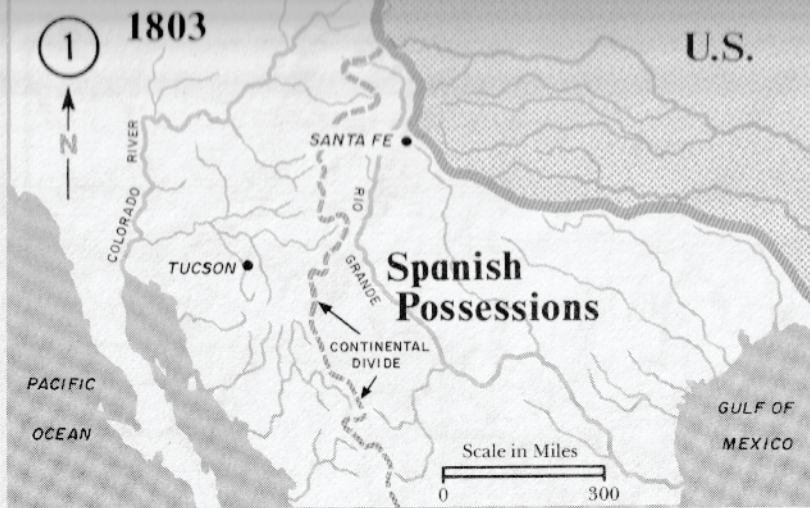 1
1803
U.S.
N
SANTA FE
COLORADO RIVER
RIO GRANDE
TUCSON
Spanish
Possessions
CONTINENTAL
DIVIDE
PACIFIC
OCEAN
GULF OF
MEXICO
Scale in Miles
0 300